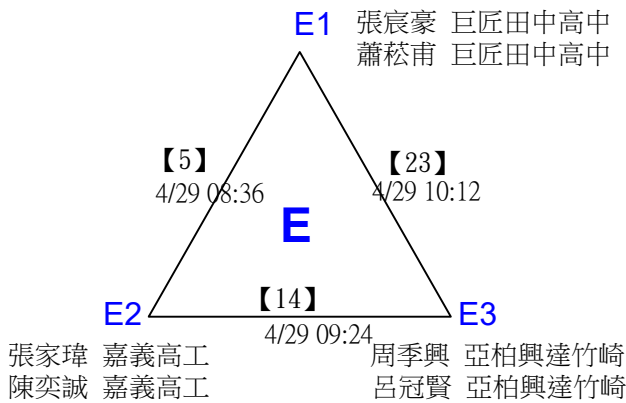 E1 張宸豪 巨匠田中高中
蕭菘甫 巨匠田中高中
【5】
4/29 08:36
【23】
4/29 10:12
E
【14】
4/29 09:24
E2
E3
張家瑋 嘉義高工
陳奕誠 嘉義高工
周季興 亞柏興達竹崎
呂冠賢 亞柏興達竹崎